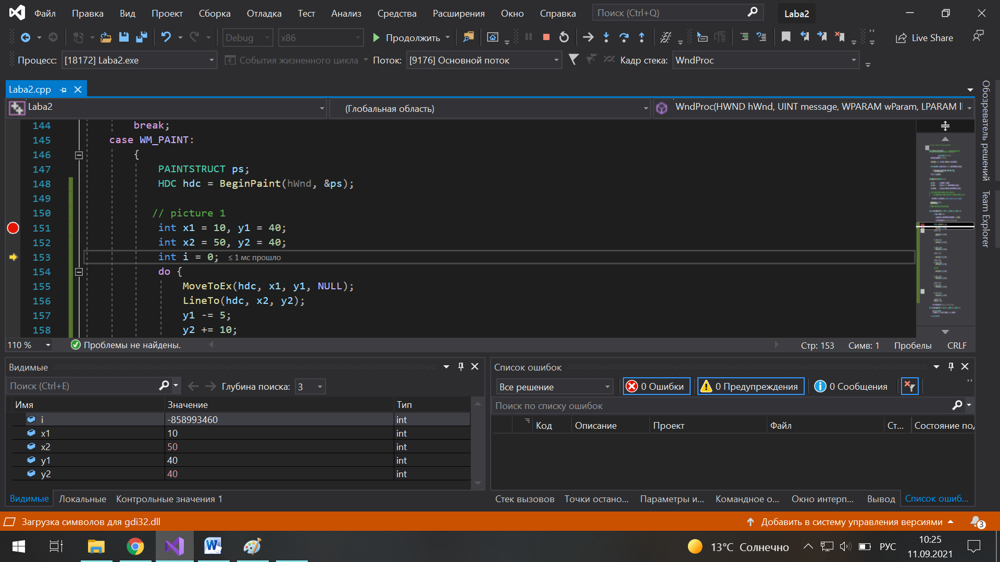 Файл Правка Вид Проект Сборка Отладка Тест Анализ Средства Расширения Окно Справка Поиск (Ctrl+Q) Laba2
Debug x86 Продолжить Live Share
Процесс: [18172] Laba2.exe События жизненного цикла Поток: [9176] Основной поток Кадр стека: WndProc
Laba2.cpp
Laba2 (Глобальная область) WndProc(HWND hWnd, UINT message, WPARAM wParam, LPARAM l
144 break;
145 case WM_PAINT:
146 {
147 PAINTSTRUCT ps;
148 HDC hdc = BeginPaint(hWnd, &ps);
149
150 // picture 1
151 int x1 = 10, y1 = 40;
152 int x2 = 50, y2 = 40;
153 int i = 0; ≤ 1 мс прошло
154 do {
155 MoveToEx(hdc, x1, y1, NULL);
156 LineTo(hdc, x2, y2);
157 y1 -= 5;
158 y2 += 10;
110 % Проблемы не найдены. Стр: 153 Симв: 1 Пробелы CRLF
Обозреватель решений
Team Explorer
Видимые
Поиск (Ctrl+E) Глубина поиска: 3
Имя Значение Тип
i -858993460 int
x1 10 int
x2 50 int
y1 40 int
y2 40 int
Видимые Локальные Контрольные значения 1
Список ошибок
Все решение 0 Ошибки 0 Предупреждения 0 Сообщения
Поиск по списку ошибок
Код Описание Проект Файл Ст... Состояние под
Стек вызовов Точки остано... Параметры и... Командное о... Окно интерп... Вывод Список ошиб...
Загрузка символов для gdi32.dll Добавить в систему управления версиями 3
13°C Солнечно РУС 10:25
11.09.2021